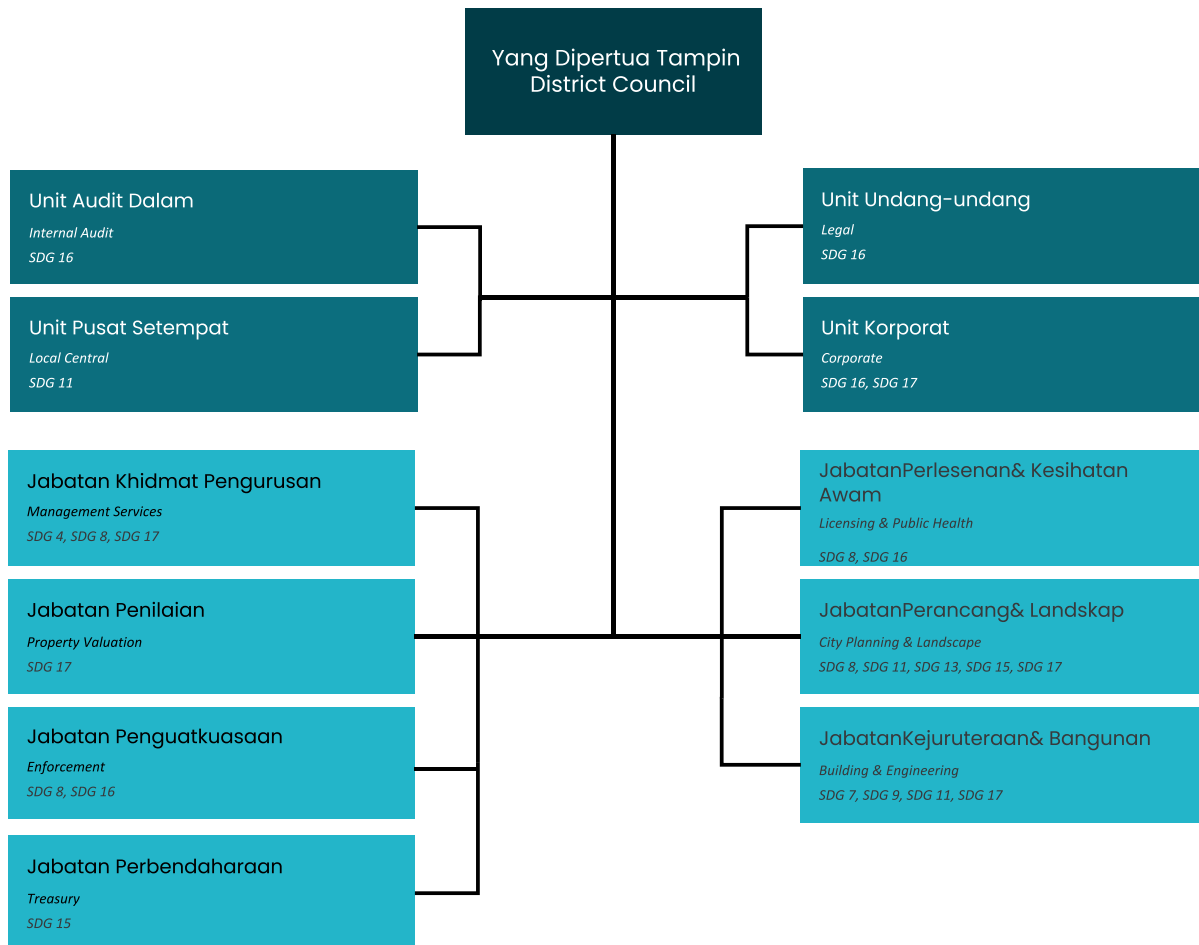 Yang Dipertua Tampin
District Council
Unit Audit Dalam
Internal Audit
SDG 16
Unit Undang-undang
Legal
SDG 16
Unit Pusat Setempat
Local Central
SDG 11
Unit Korporat
Corporate
SDG 16, SDG 17
Jabatan Khidmat Pengurusan
Management Services
SDG 4, SDG 8, SDG 17
JabatanPerlesenan& Kesihatan
Awam
Licensing & Public Health
SDG 8, SDG 16
Jabatan Penilaian
Property Valuation
SDG 17
JabatanPerancang& Landskap
City Planning & Landscape
SDG 8, SDG 11, SDG 13, SDG 15, SDG 17
Jabatan Penguatkuasaan
Enforcement
SDG 8, SDG 16
JabatanKejuruteraan& Bangunan
Building & Engineering
SDG 7, SDG 9, SDG 11, SDG 17
Jabatan Perbendaharaan
Treasury
SDG 15